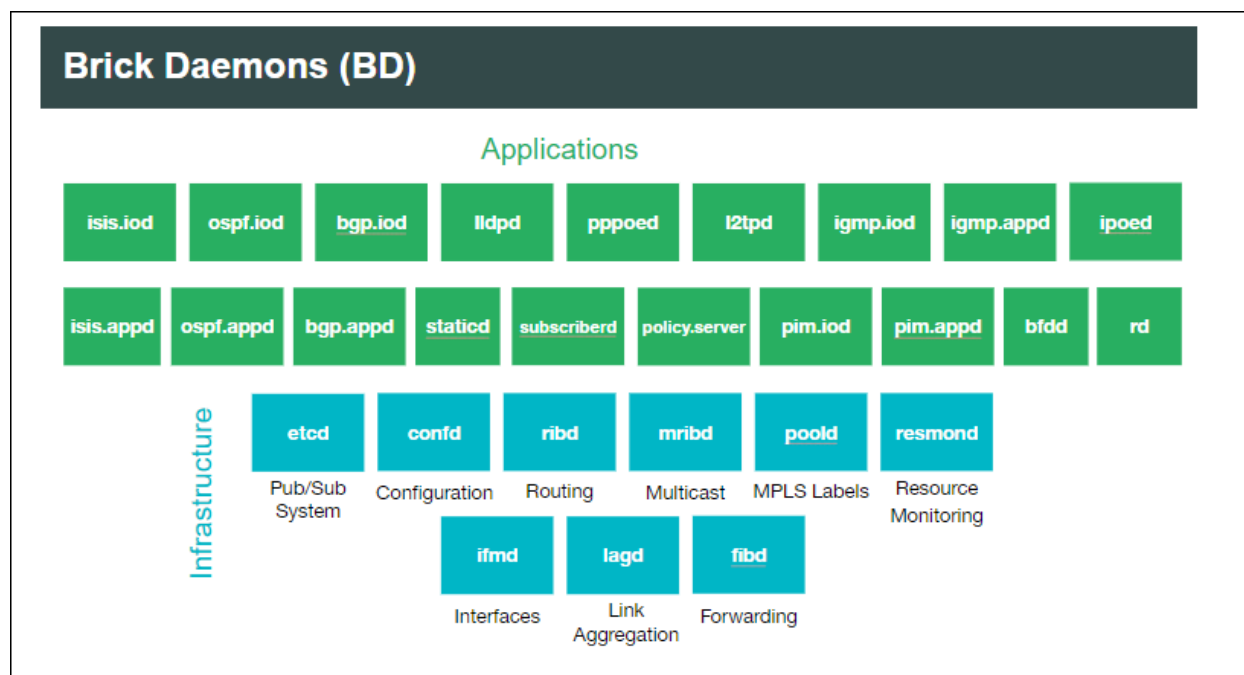 Brick Daemons (BD)
Applications
isis.iod ospf.iod bgp.iod lldpd pppoed l2tpd igmp.iod igmp.appd ipoed
isis.appd ospf.appd bgp.appd staticd subscriberd policy.server pim.iod pim.appd bfdd rd
Infrastructure
etcd confd ribd mribd poold resmond
Pub/Sub Configuration Routing Multicast MPLS Labels Resource
System Monitoring
ifmd lagd fibd
Interfaces Link Forwarding
Aggregation